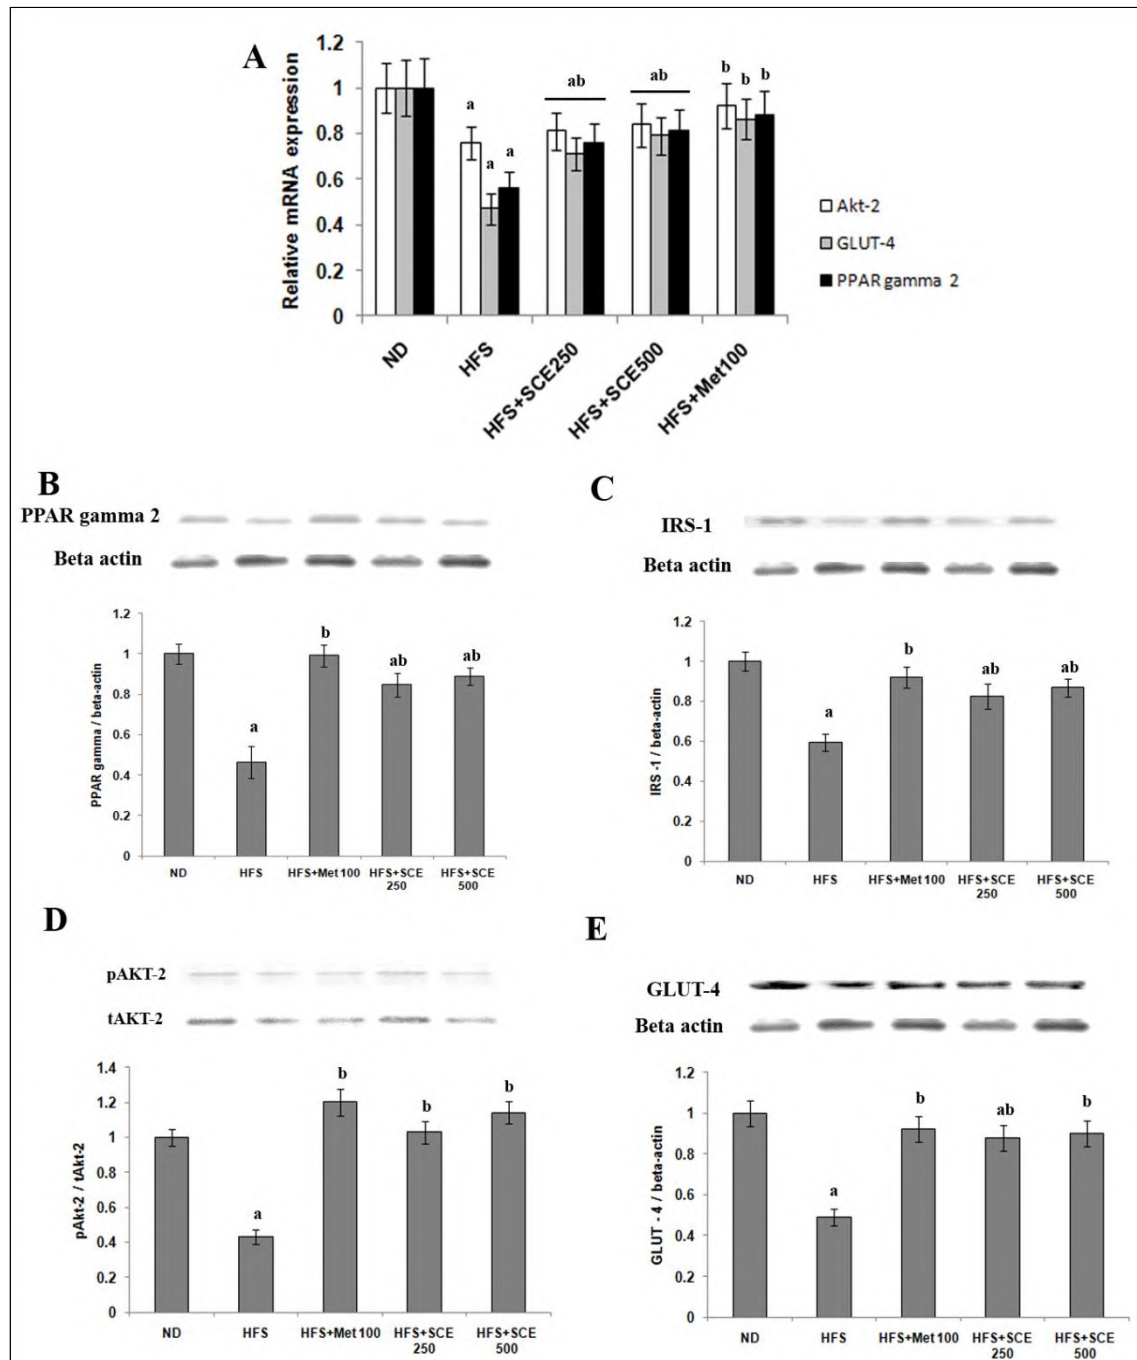 A
Relative mRNA expression
1.2
1
0.8
0.6
0.4
0.2
0
a
a
a
ab
ab
b
b
b
ND
HFS
HFS+SCE250
HFS+SCE500
HFS+Met100
Akt-2
GLUT-4
PPAR gamma 2
B
PPAR gamma 2
Beta actin
PPAR gamma / beta-actin
1.2
1
0.8
0.6
0.4
0.2
0
a
b
ab
ab
ND
HFS
HFS+Met100
HFS+SCE
250
HFS+SCE
500
C
IRS-1
Beta actin
IRS -1 / beta-actin
1.2
1
0.8
0.6
0.4
0.2
0
a
b
ab
ab
ND
HFS
HFS+Met100
HFS+SCE
250
HFS+SCE
500
D
pAKT-2
tAKT-2
pAkt-2 / tAkt-2
1.4
1.2
1
0.8
0.6
0.4
0.2
0
a
b
b
b
ND
HFS
HFS+Met100
HFS+SCE
250
HFS+SCE
500
E
GLUT-4
Beta actin
GLUT - 4 / beta-actin
1.2
1
0.8
0.6
0.4
0.2
0
a
b
ab
b
ND
HFS
HFS+Met100
HFS+SCE
250
HFS+SCE
500